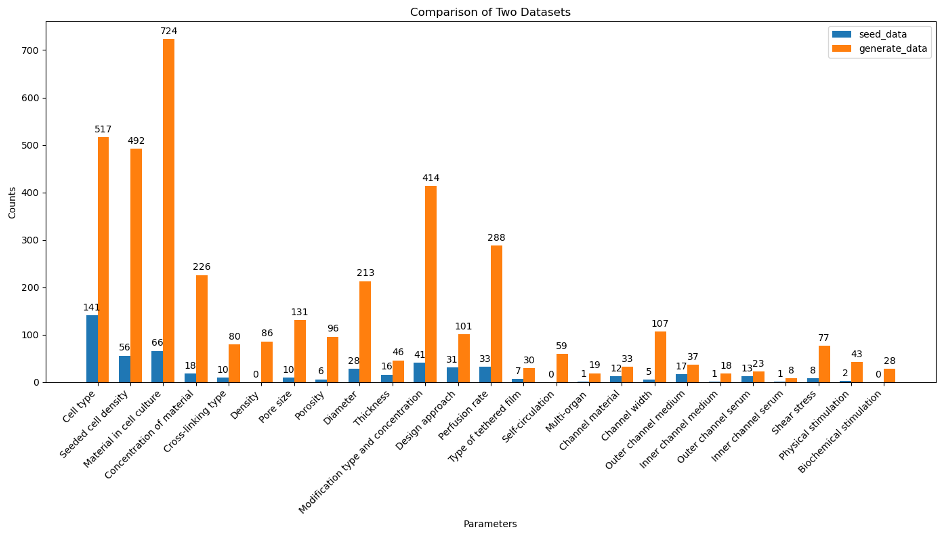 Comparison of Two Datasets
seed_data
generate_data
Counts
700
600
500
400
300
200
100
0
141
517
56
492
66
724
18
226
10
80
0
86
10
131
6
96
28
213
16
46
41
414
31
101
33
288
7
30
0
59
1
19
12
33
5
107
17
37
1
18
13
23
1
8
8
77
2
43
0
28
Cell type
Seeded cell density
Material in cell culture
Concentration of material
Cross-linking type
Density
Pore size
Porosity
Diameter
Thickness
Modification type and concentration
Design approach
Perfusion rate
Type of tethered film
Self-circulation
Multi-organ
Channel material
Channel width
Outer channel medium
Inner channel medium
Outer channel serum
Inner channel serum
Shear stress
Physical stimulation
Biochemical stimulation
Parameters